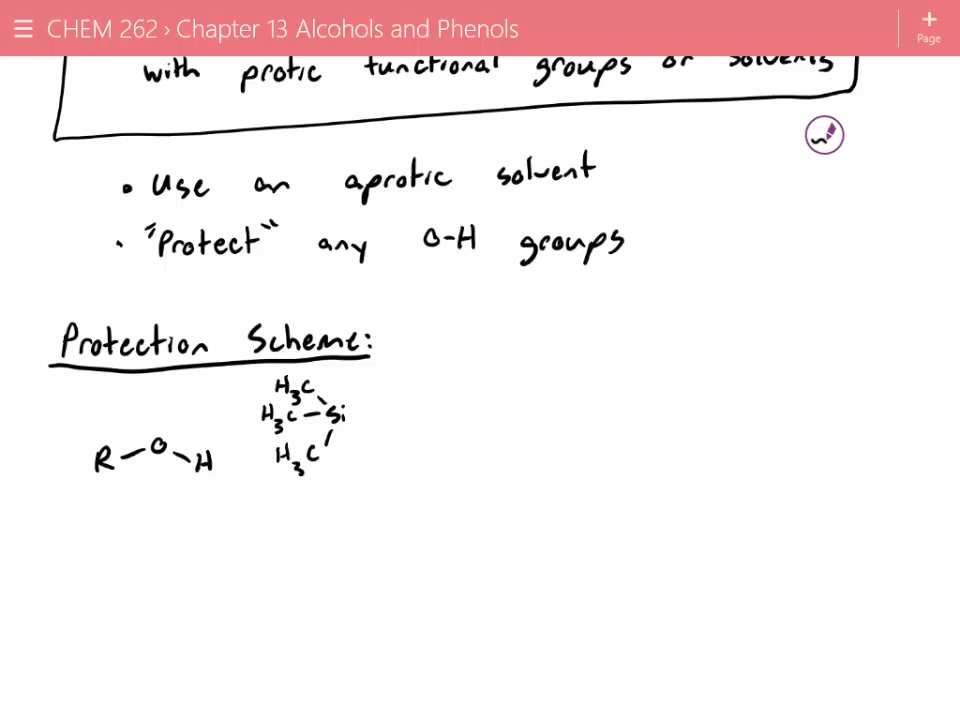 CHEM 262 › Chapter 13 Alcohols and Phenols
Page
with protic functional groups or solvents
• Use an aprotic solvent
• "Protect" any O-H groups
Protection Scheme:
H3C
H3C - Si
H3C
R - O - H